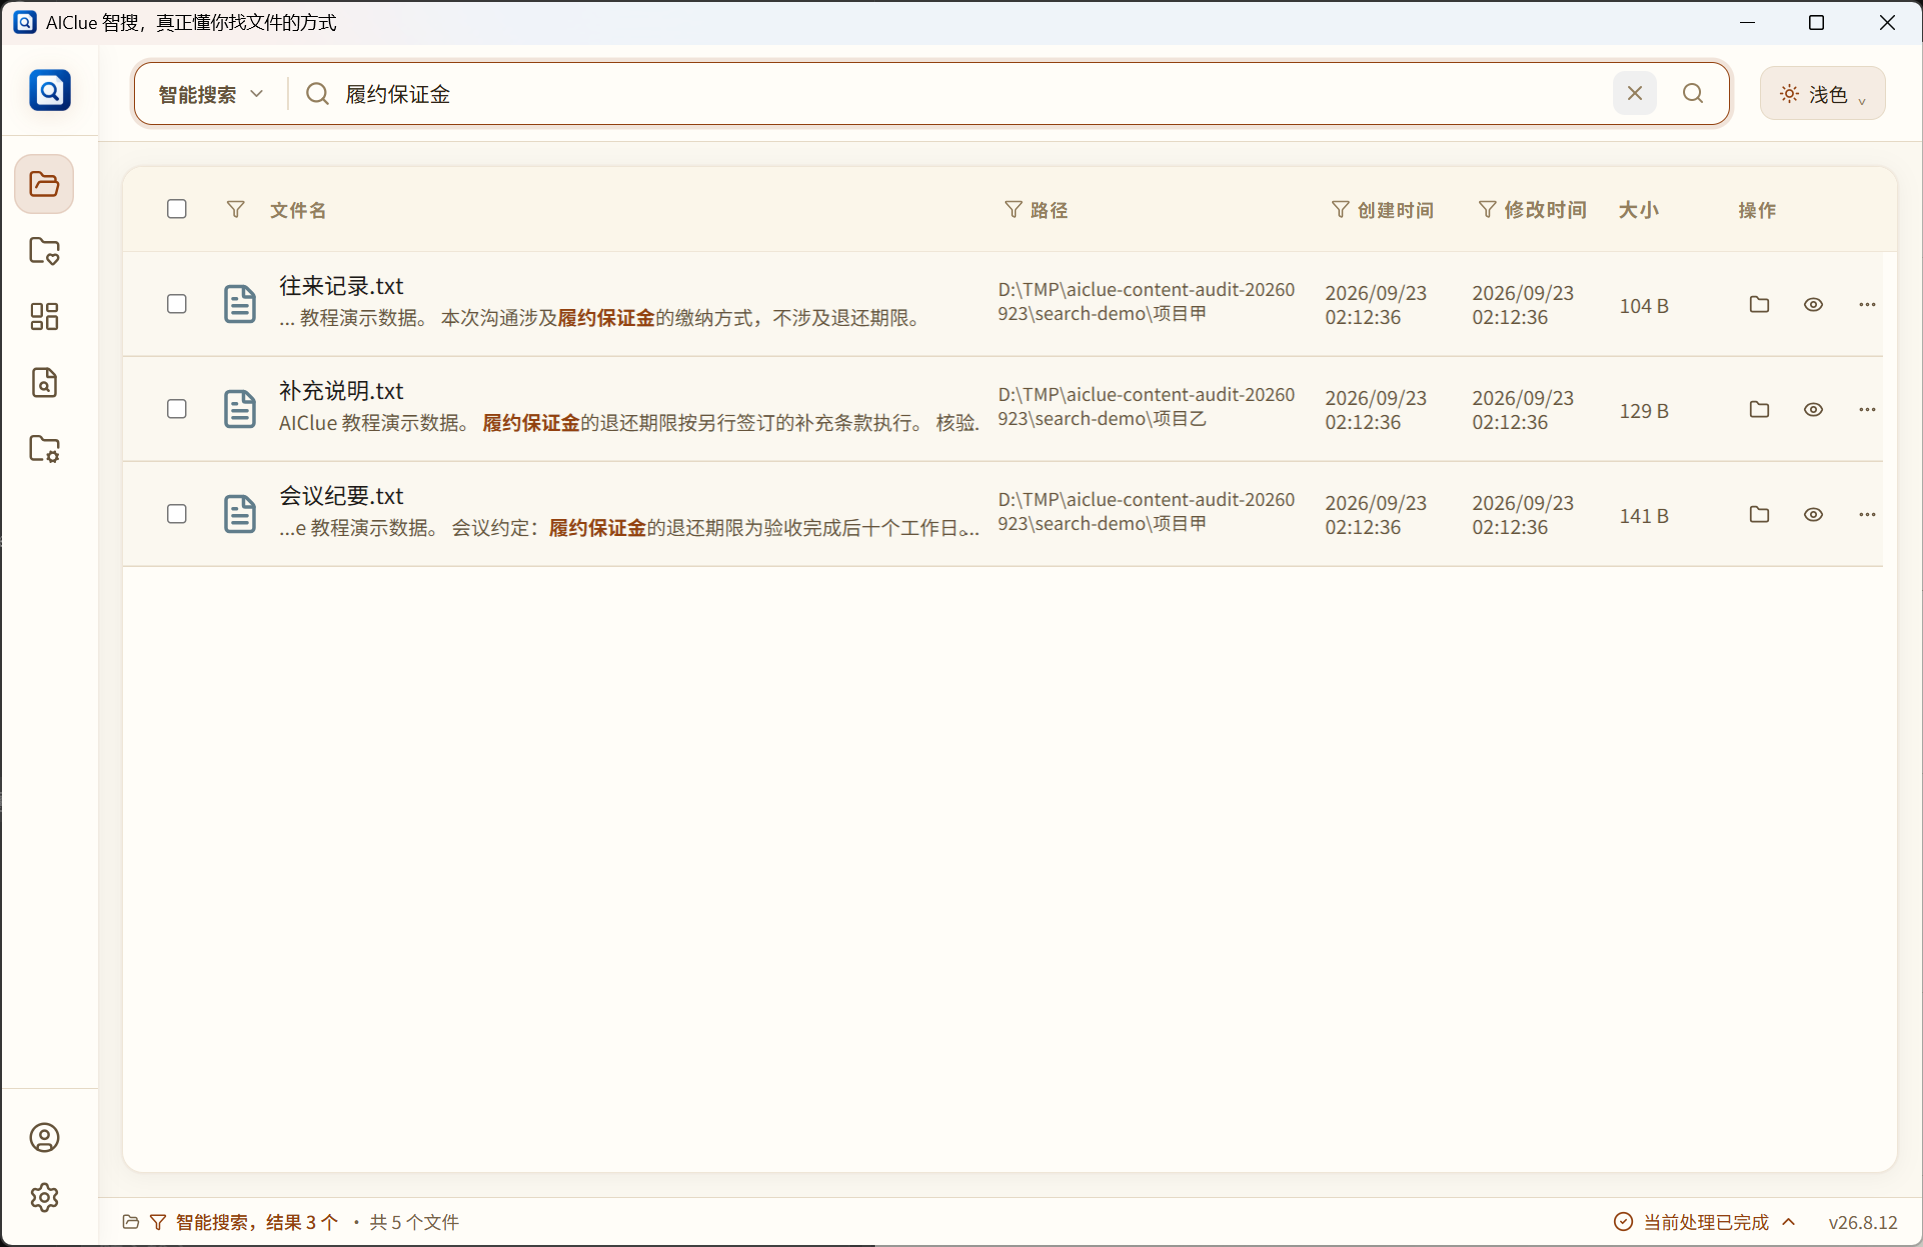 AIClue 智搜，真正懂你找文件的方式
智能搜索 履约保证金 浅色
文件名 路径 创建时间 修改时间 大小 操作
往来记录.txt
... 教程演示数据。 本次沟通涉及履约保证金的缴纳方式，不涉及退还期限。
D:\TMP\aiclue-content-audit-20260
923\search-demo\项目甲
2026/09/23
02:12:36
2026/09/23
02:12:36
104 B
补充说明.txt
AIClue 教程演示数据。 履约保证金的退还期限按另行签订的补充条款执行。 核验.
D:\TMP\aiclue-content-audit-20260
923\search-demo\项目乙
2026/09/23
02:12:36
2026/09/23
02:12:36
129 B
会议纪要.txt
...e 教程演示数据。 会议约定：履约保证金的退还期限为验收完成后十个工作日。...
D:\TMP\aiclue-content-audit-20260
923\search-demo\项目甲
2026/09/23
02:12:36
2026/09/23
02:12:36
141 B
智能搜索，结果 3 个 • 共 5 个文件
当前处理已完成 v26.8.12